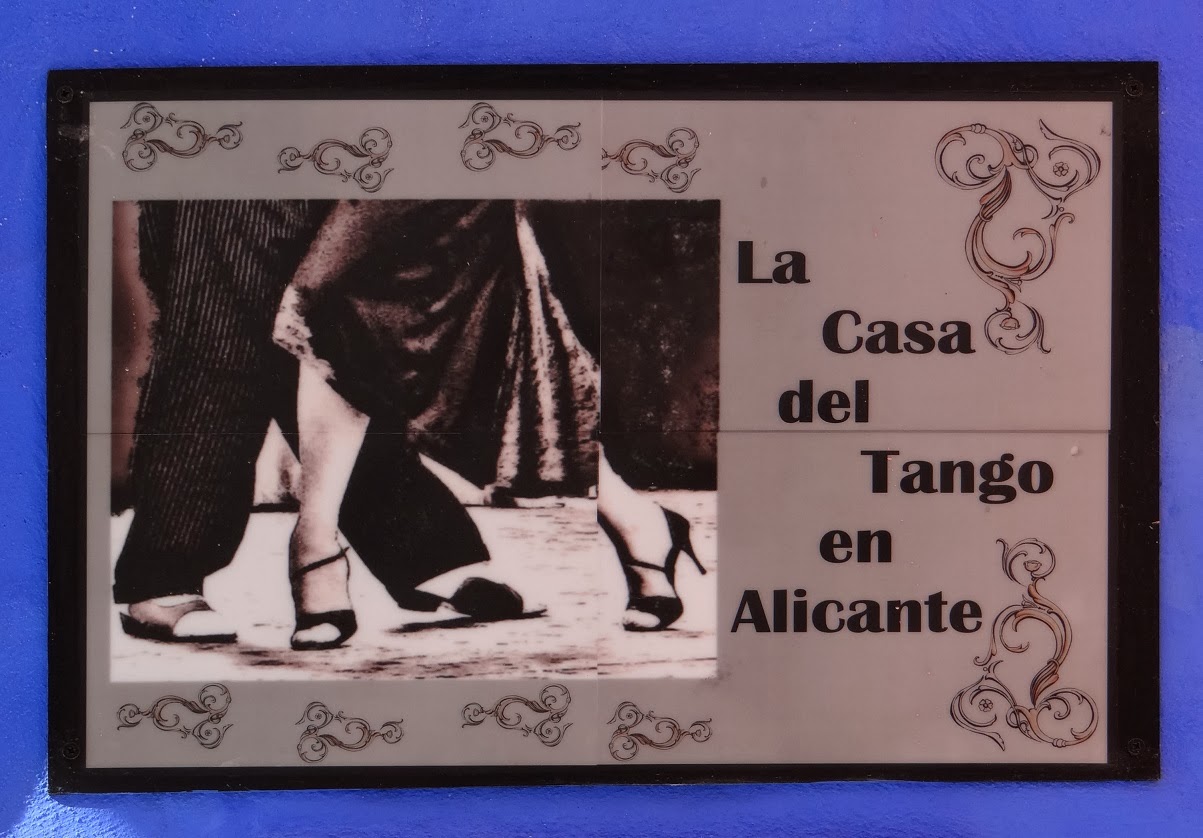 La
Casa
del
Tango
en
Alicante